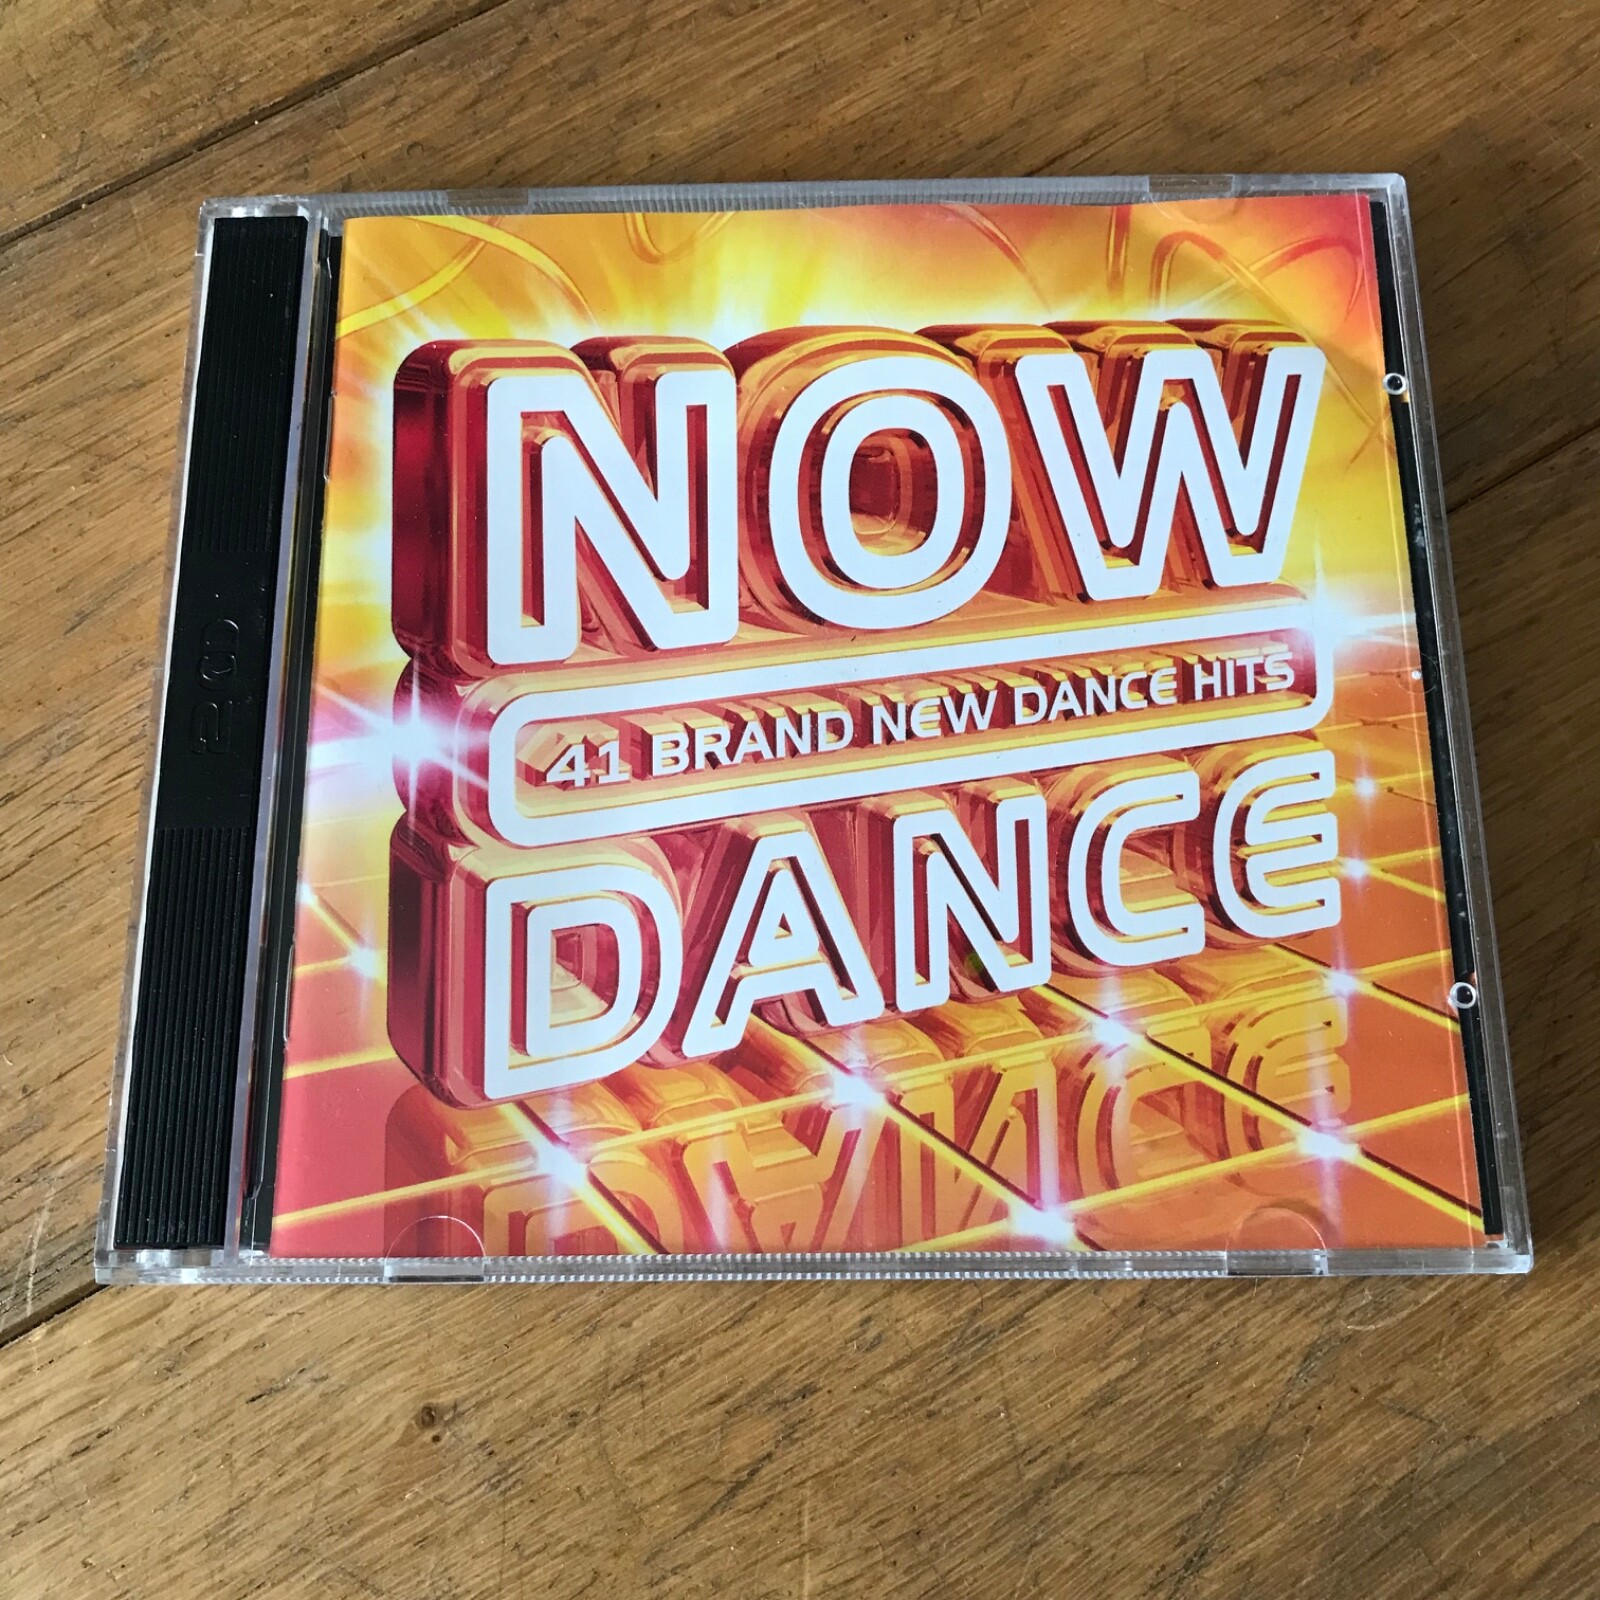 NOW
41 BRAND NEW DANCE HITS
DANCE
2CD